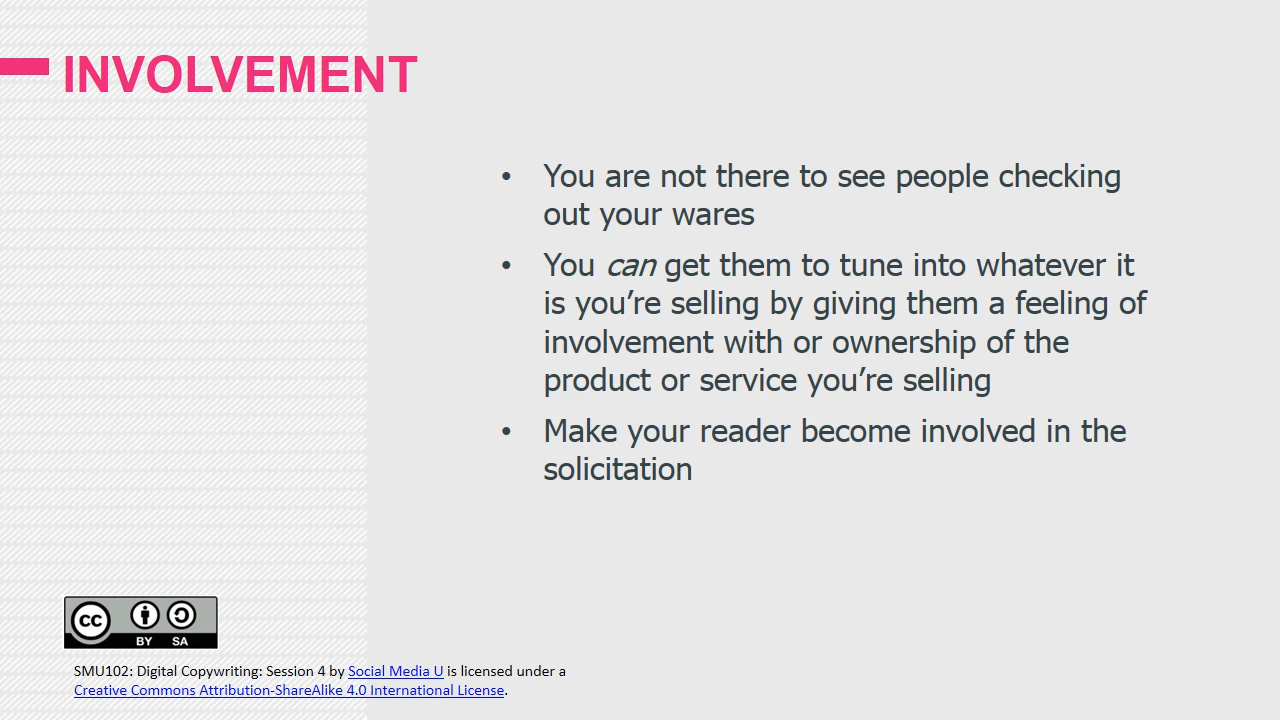 INVOLVEMENT
• You are not there to see people checking
out your wares
• You can get them to tune into whatever it
is you’re selling by giving them a feeling of
involvement with or ownership of the
product or service you’re selling
• Make your reader become involved in the
solicitation
CC BY SA
SMU102: Digital Copywriting: Session 4 by Social Media U is licensed under a
Creative Commons Attribution-ShareAlike 4.0 International License.